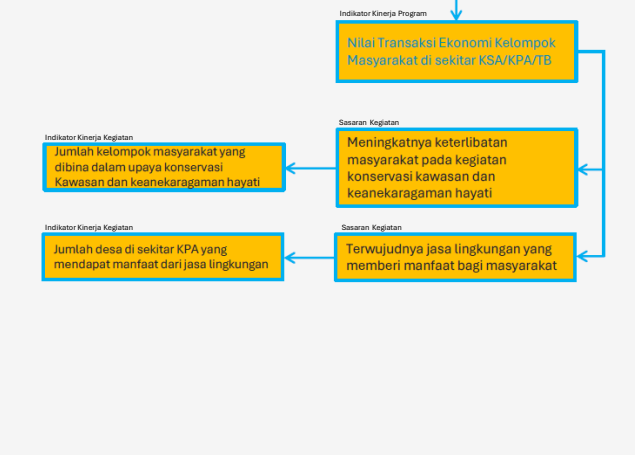 Indikator Kinerja Program
Nilai Transaksi Ekonomi Kelompok
Masyarakat di sekitar KSA/KPA/TB
Sasaran Kegiatan
Meningkatnya keterlibatan
masyarakat pada kegiatan
konservasi kawasan dan
keanekaragaman hayati
Indikator Kinerja Kegiatan
Jumlah kelompok masyarakat yang
dibina dalam upaya konservasi
Kawasan dan keanekaragaman hayati
Sasaran Kegiatan
Terwujudnya jasa lingkungan yang
memberi manfaat bagi masyarakat
Indikator Kinerja Kegiatan
Jumlah desa di sekitar KPA yang
mendapat manfaat dari jasa lingkungan